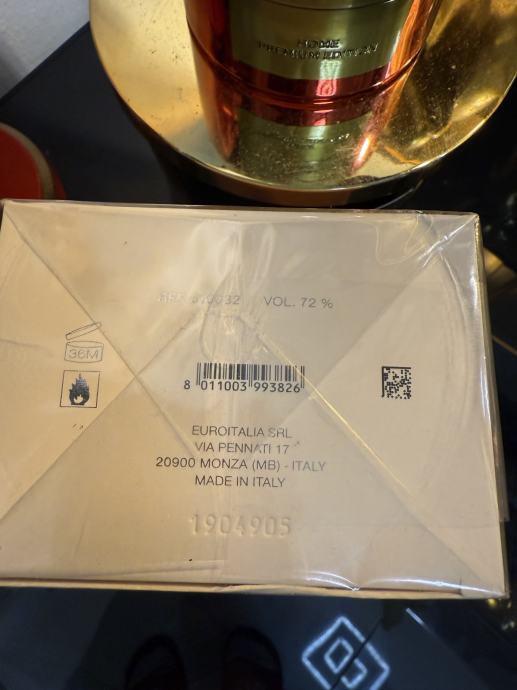 VOL. 72 %
36M
8 011003 993826
EUROITALIA SRL
VIA PENNATI 17
20900 MONZA (MB) - ITALY
MADE IN ITALY
1904905